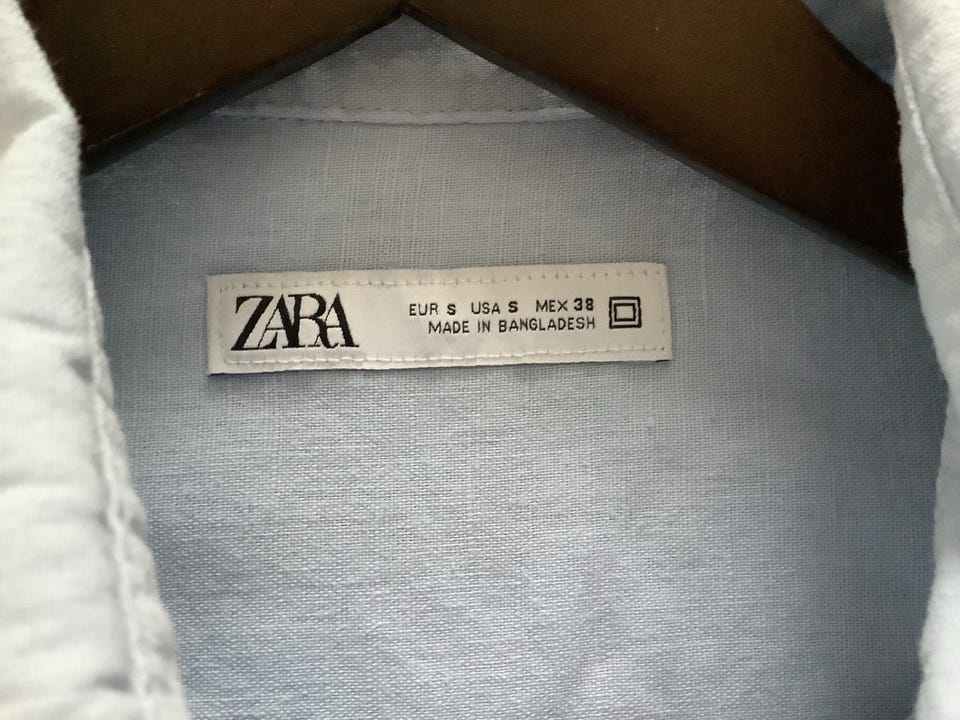 ZARA
EUR S USA S MEX 38
MADE IN BANGLADESH